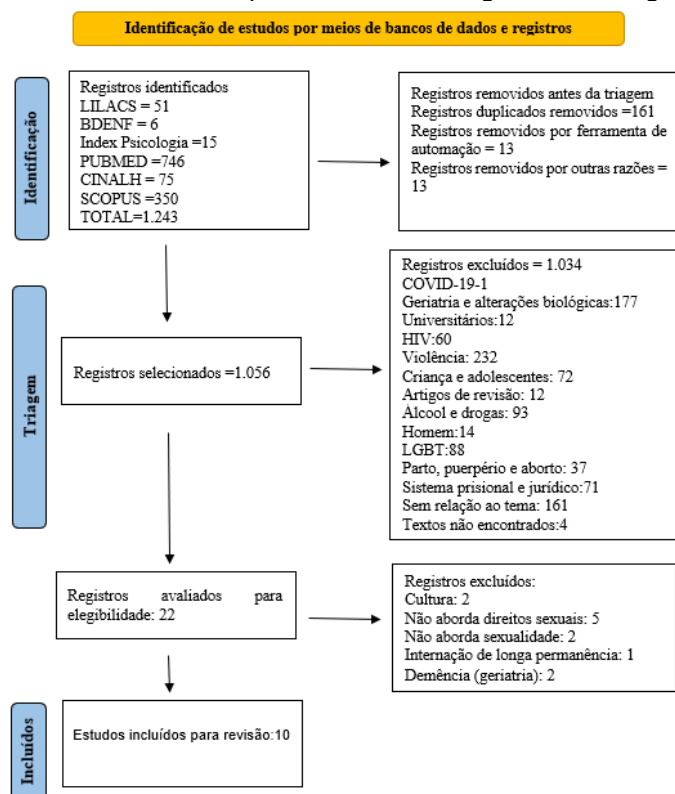 Identificação de estudos por meios de bancos de dados e registros
Identificação
Registros identificados
LILACS = 51
BDENF = 6
Index Psicologia =15
PUBMED =746
CINALH = 75
SCOPUS =350
TOTAL=1.243
Registros removidos antes da triagem
Registros duplicados removidos =161
Registros removidos por ferramenta de
automação = 13
Registros removidos por outras razões =
13
Triagem
Registros selecionados =1.056
Registros excluídos = 1.034
COVID-19-1
Geriatria e alterações biológicas:177
Universitários:12
HIV:60
Violência: 232
Criança e adolescentes: 72
Artigos de revisão: 12
Álcool e drogas: 93
Homem:14
LGBT:88
Parto, puerpério e aborto: 37
Sistema prisional e jurídico:71
Sem relação ao tema: 161
Textos não encontrados:4
Registros avaliados para
elegibilidade: 22
Registros excluídos:
Cultura: 2
Não aborda direitos sexuais: 5
Não aborda sexualidade: 2
Internação de longa permanência: 1
Demência (geriatria): 2
Incluídos
Estudos incluídos para revisão:10